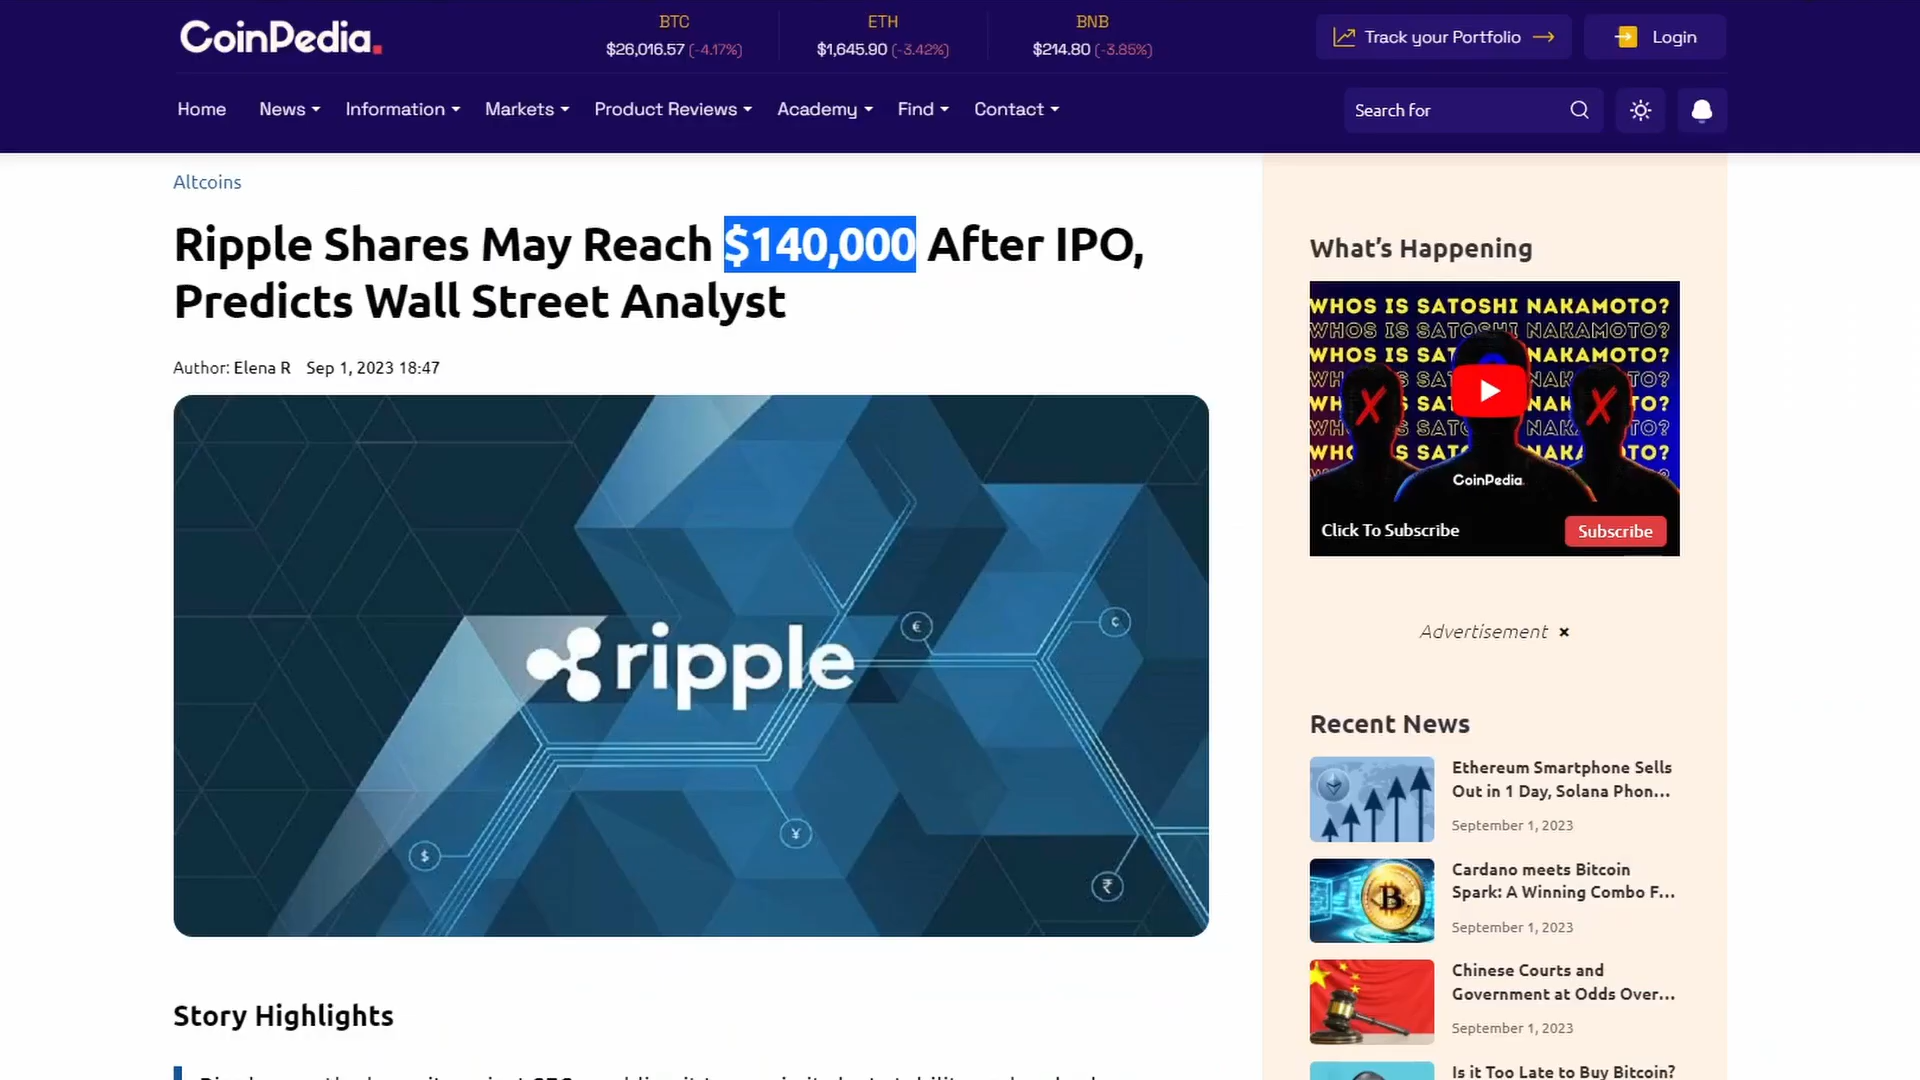 CoinPedia.
BTC
$26,016.57 (-4.17%)
ETH
$1,645.90 (-3.42%)
BNB
$214.80 (-3.85%)
Track your Portfolio
Login
Home
News
Information
Markets
Product Reviews
Academy
Find
Contact
Search for
Altcoins
Ripple Shares May Reach $140,000 After IPO,
Predicts Wall Street Analyst
Author: Elena R Sep 1, 2023 18:47
ripple
€
¢
$
¥
₹
Story Highlights
What's Happening
WHOS IS SATOSHI NAKAMOTO?
WHOS IS SATOSHI NAKAMOTO?
CoinPedia
Click To Subscribe
Subscribe
Advertisement ×
Recent News
Ethereum Smartphone Sells
Out in 1 Day, Solana Phon...
September 1, 2023
Cardano meets Bitcoin
Spark: A Winning Combo F...
September 1, 2023
Chinese Courts and
Government at Odds Over...
September 1, 2023
Is it Too Late to Buy Bitcoin?